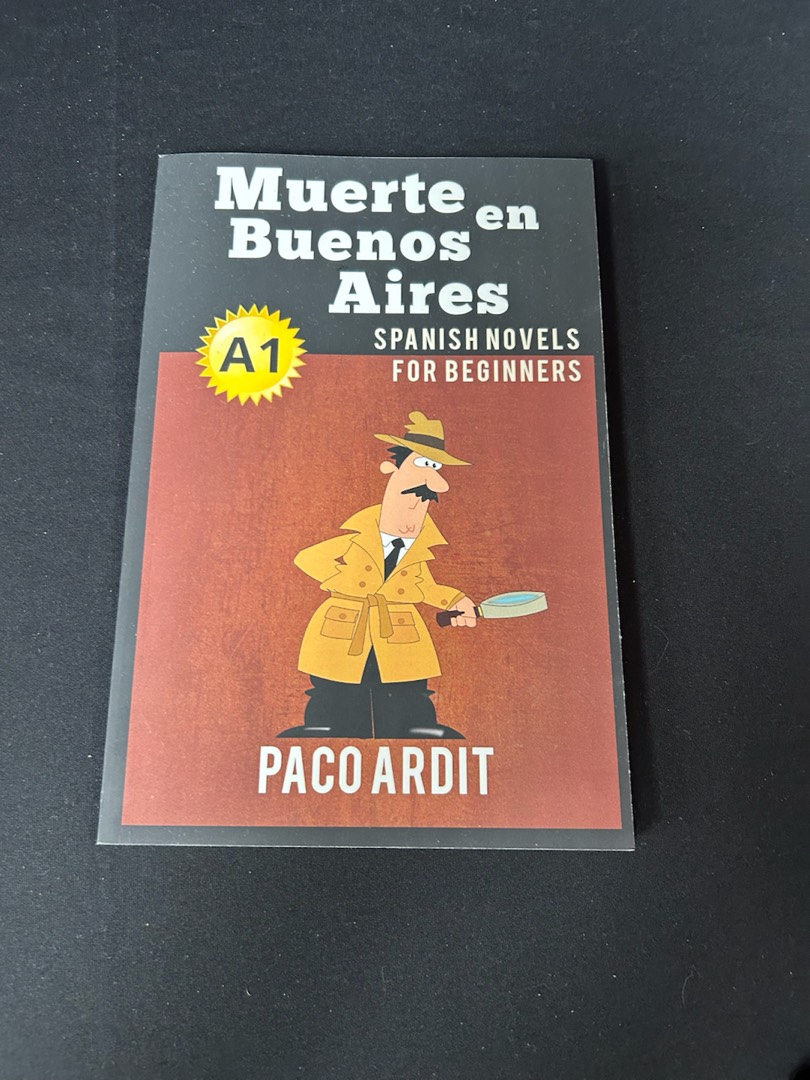 Muerte en
Buenos
Aires
A1
SPANISH NOVELS
FOR BEGINNERS
PACO ARDIT